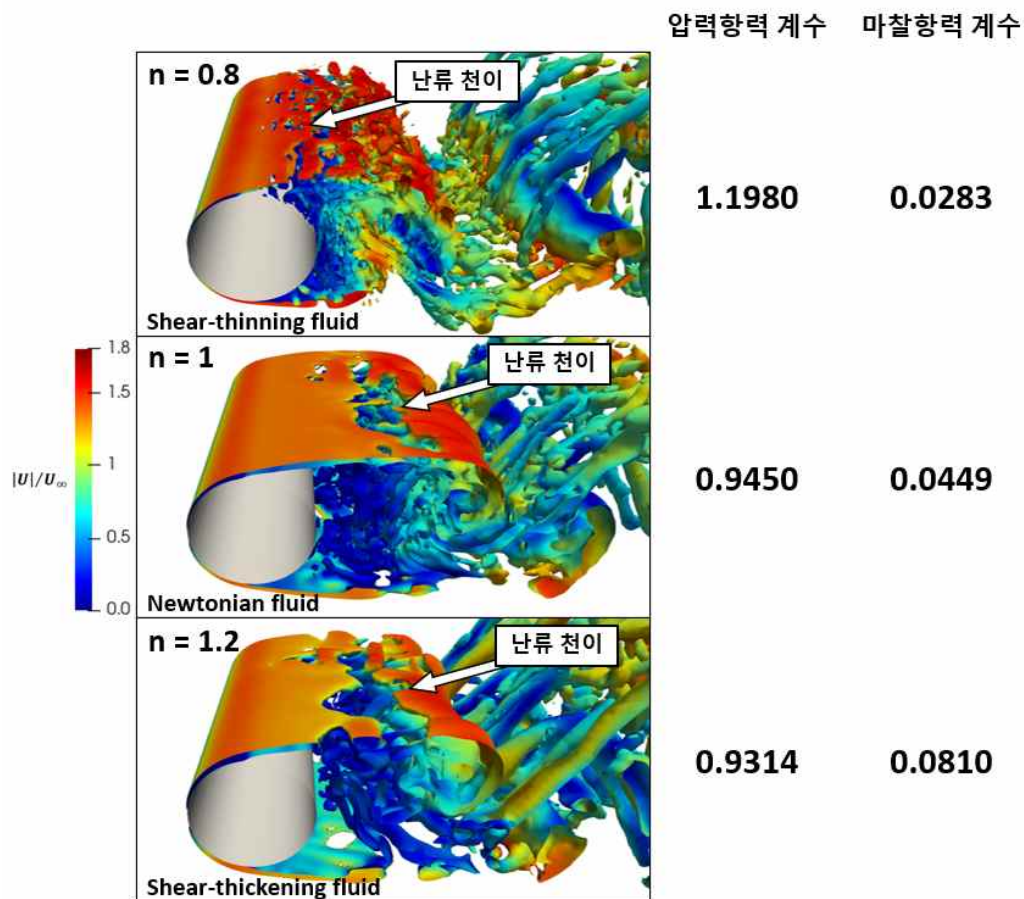 압력항력 계수 마찰항력 계수
n = 0.8
난류 천이
1.1980 0.0283
Shear-thinning fluid
n = 1
난류 천이
1.8
1.5
1
0.5
0.0
|U|/U∞
0.9450 0.0449
Newtonian fluid
n = 1.2
난류 천이
0.9314 0.0810
Shear-thickening fluid